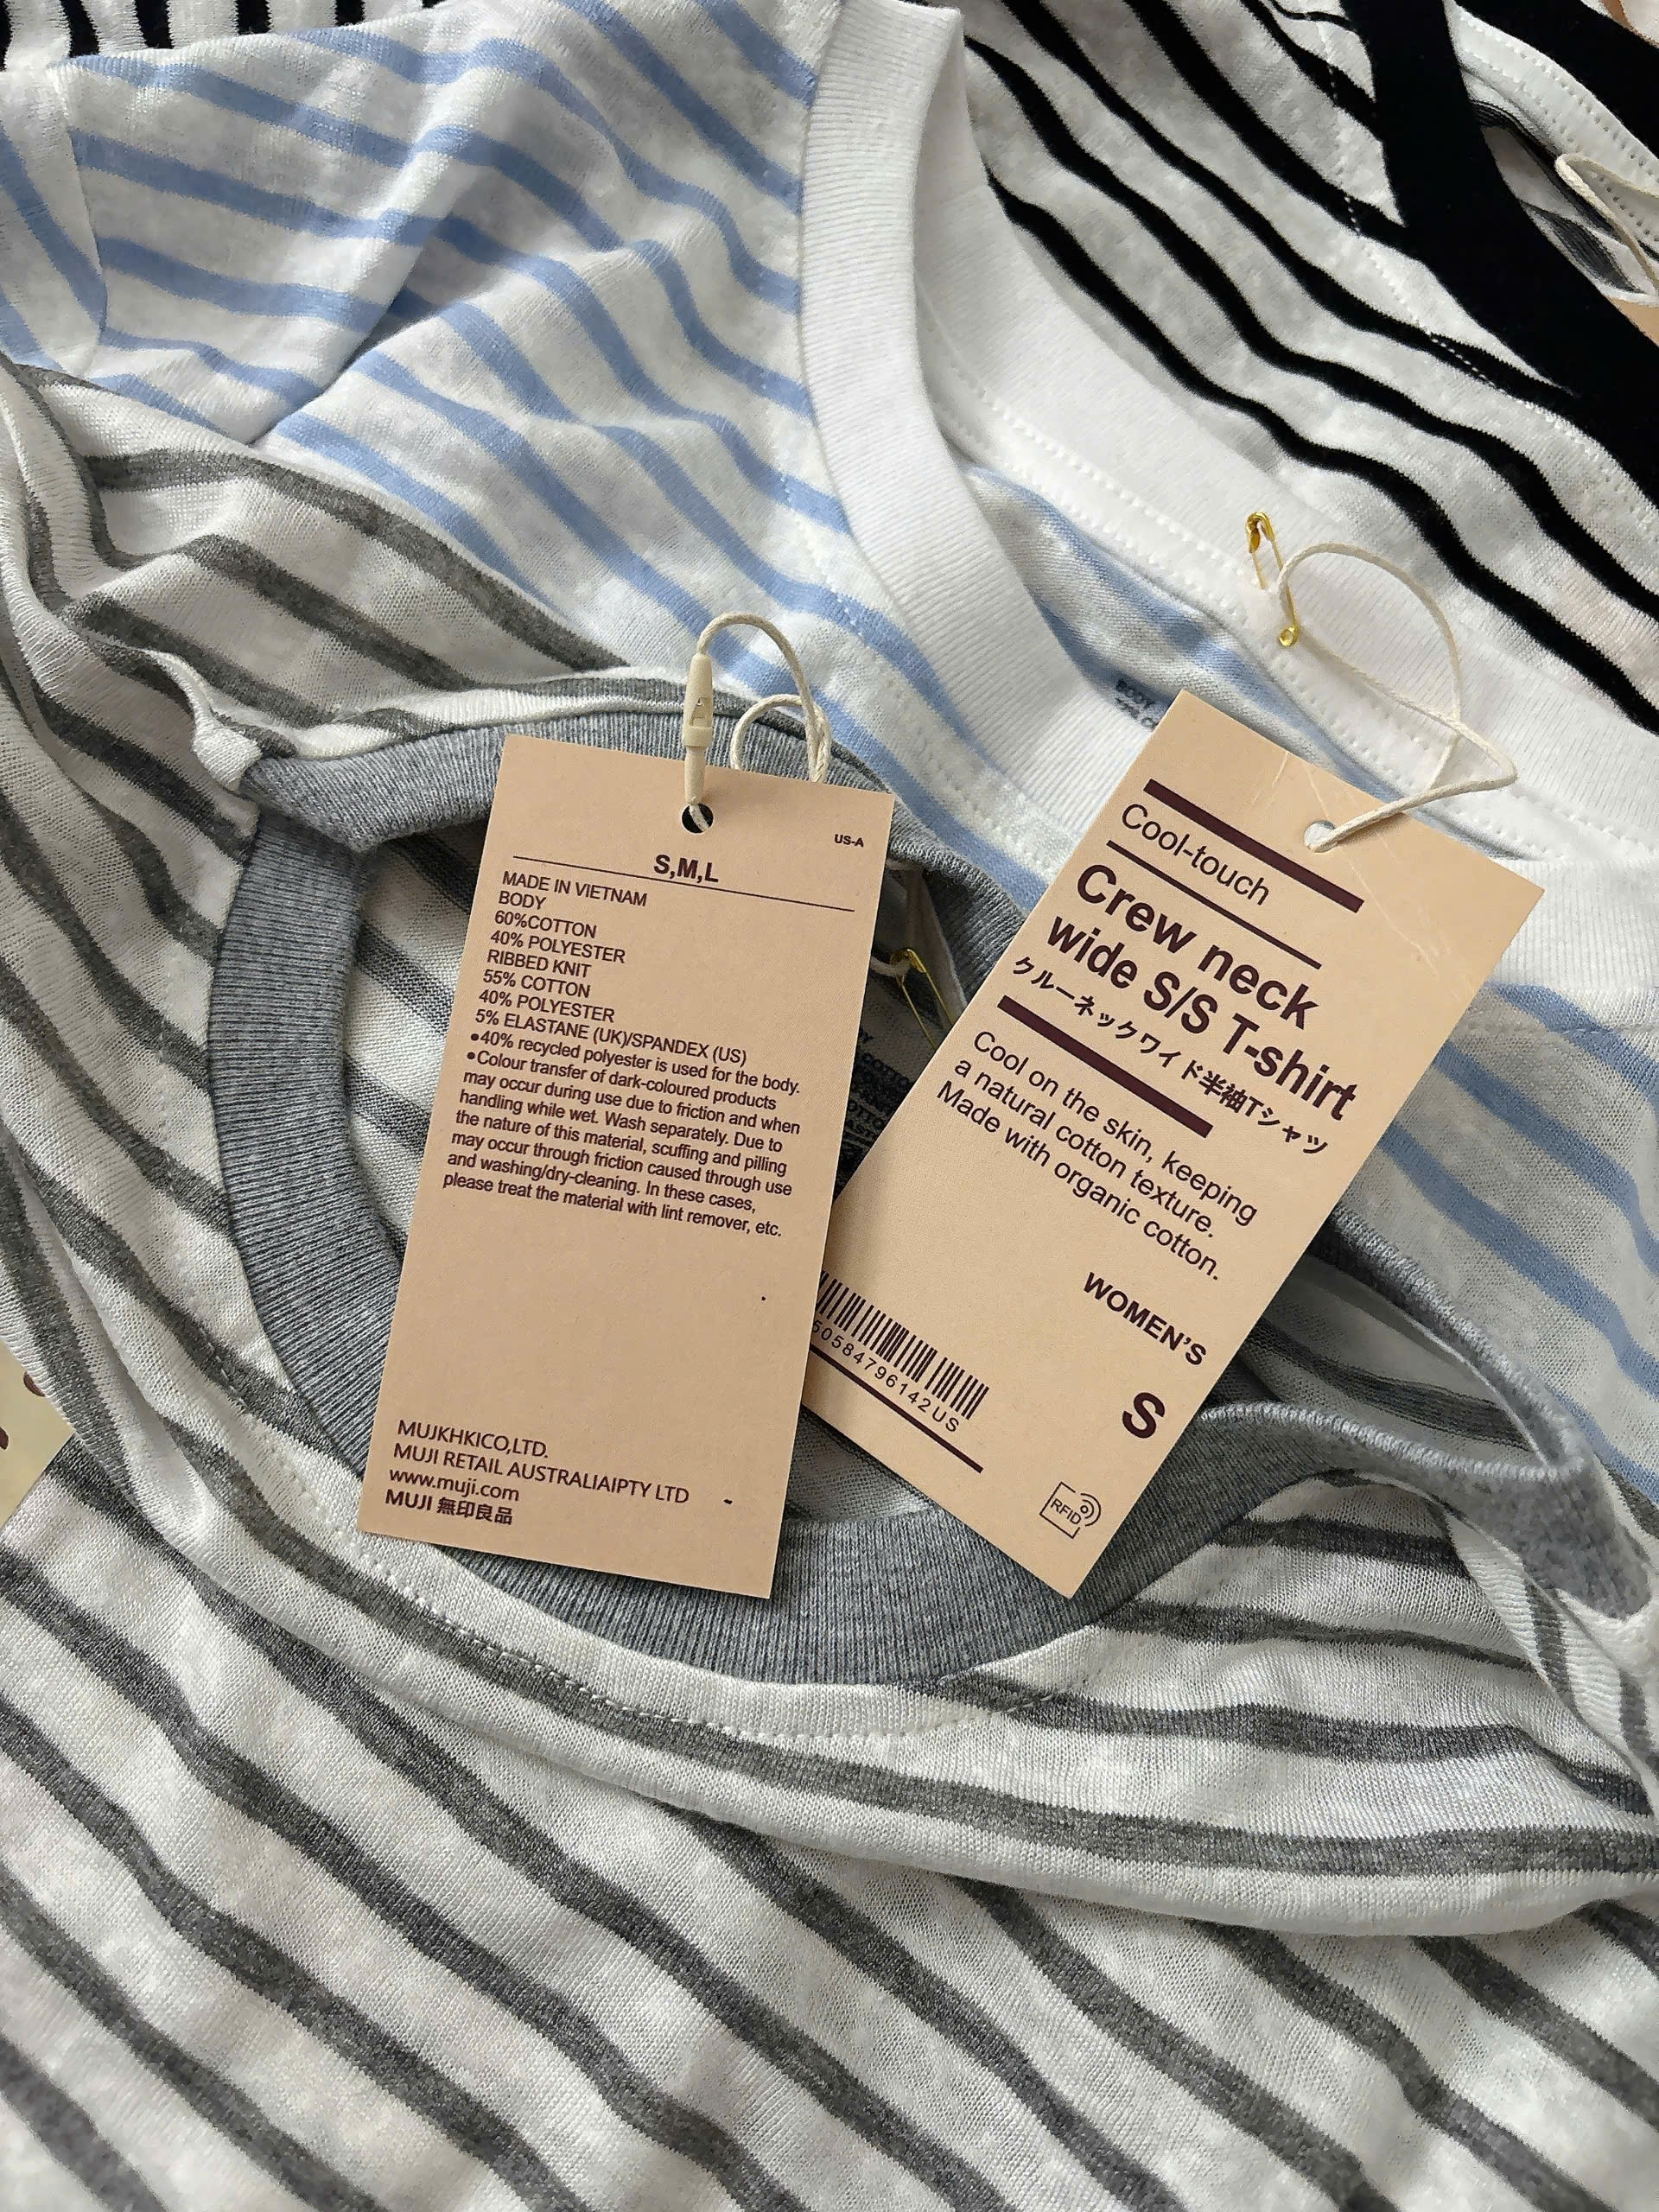 US-A
S,M,L
MADE IN VIETNAM
BODY
60%COTTON
40% POLYESTER
RIBBED KNIT
55% COTTON
40% POLYESTER
5% ELASTANE (UK)/SPANDEX (US)
●40% recycled polyester is used for the body.
●Colour transfer of dark-coloured products
may occur during use due to friction and when
handling while wet. Wash separately. Due to
the nature of this material, scuffing and pilling
may occur through friction caused through use
and washing/dry-cleaning. In these cases,
please treat the material with lint remover, etc.
MUJKHKICO,LTD.
MUJI RETAIL AUSTRALIAIPTY LTD
www.muji.com
MUJI 無印良品
Cool-touch
Crew neck
wide S/S T-shirt
クルーネックワイド半袖Tシャツ
Cool on the skin, keeping
a natural cotton texture.
Made with organic cotton.
WOMEN'S
S
5058479​6142US
RFID
BODY